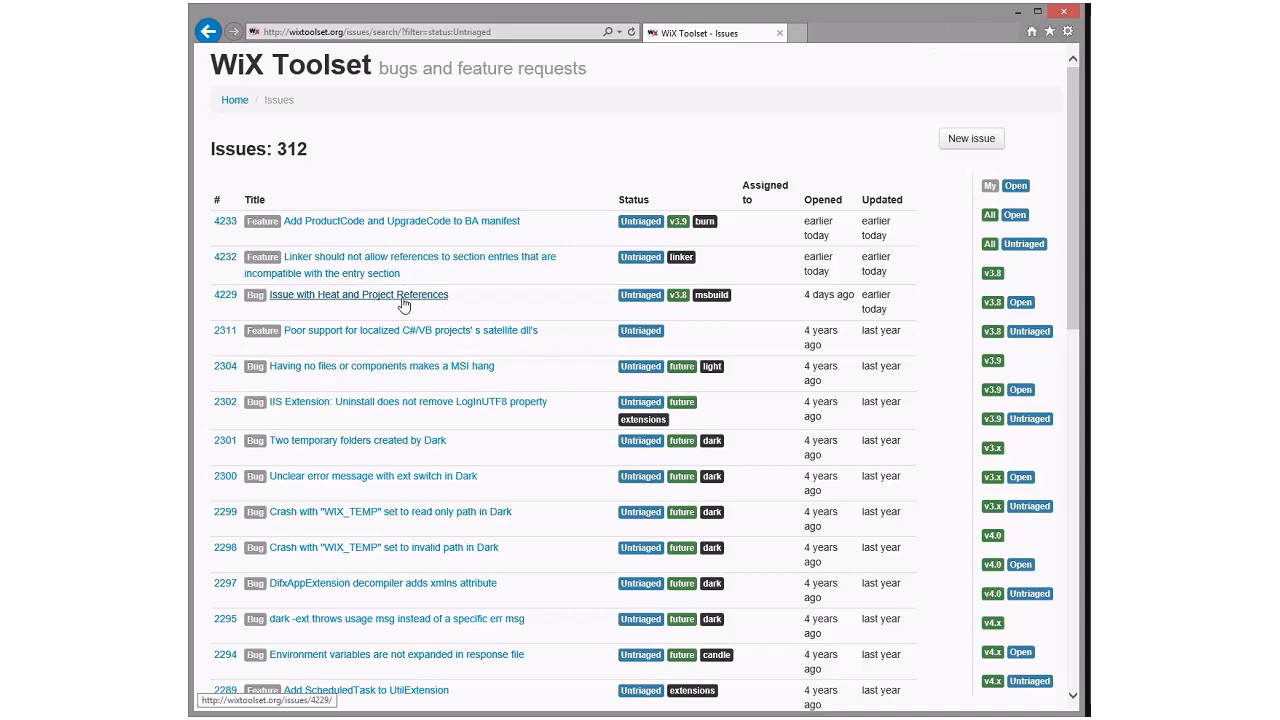 http://wixtoolset.org/issues/search/?filter=status:Untriaged
WiX Toolset - Issues
WiX Toolset bugs and feature requests
Home / Issues
New issue
Issues: 312
# Title Status Assigned to Opened Updated
4233 Feature Add ProductCode and UpgradeCode to BA manifest Untriaged v3.9 burn earlier today earlier today
4232 Feature Linker should not allow references to section entries that are Untriaged linker earlier today earlier today
incompatible with the entry section
4229 Bug Issue with Heat and Project References Untriaged v3.8 msbuild 4 days ago earlier today
2311 Feature Poor support for localized C#/VB projects' s satellite dll's Untriaged 4 years ago last year
2304 Bug Having no files or components makes a MSI hang Untriaged future light 4 years ago last year
2302 Bug IIS Extension: Uninstall does not remove LogInUTF8 property Untriaged future extensions 4 years ago last year
2301 Bug Two temporary folders created by Dark Untriaged future dark 4 years ago last year
2300 Bug Unclear error message with ext switch in Dark Untriaged future dark 4 years ago last year
2299 Bug Crash with "WIX_TEMP" set to read only path in Dark Untriaged future dark 4 years ago last year
2298 Bug Crash with "WIX_TEMP" set to invalid path in Dark Untriaged future dark 4 years ago last year
2297 Bug DifxAppExtension decompiler adds xmlns attribute Untriaged future dark 4 years ago last year
2295 Bug dark -ext throws usage msg instead of a specific err msg Untriaged future dark 4 years ago last year
2294 Bug Environment variables are not expanded in response file Untriaged future candle 4 years ago last year
2289 Feature Add ScheduledTask to UtilExtension Untriaged extensions 4 years ago last year
My Open
All Open
All Untriaged
v3.8
v3.8 Open
v3.8 Untriaged
v3.9
v3.9 Open
v3.9 Untriaged
v3.x
v3.x Open
v3.x Untriaged
v4.0
v4.0 Open
v4.0 Untriaged
v4.x
v4.x Open
v4.x Untriaged
http://wixtoolset.org/issues/4229/